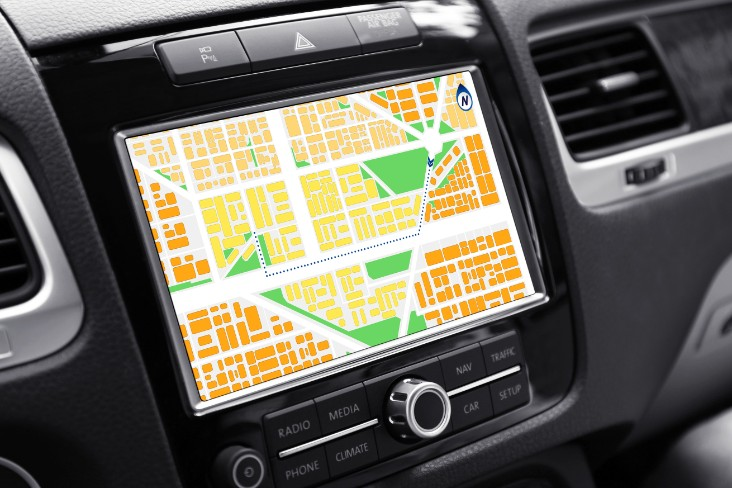 P
PASSENGER
AIR BAG
N
RADIO
MEDIA
NAV
TRAFFIC
PHONE
CLIMATE
CAR
SETUP